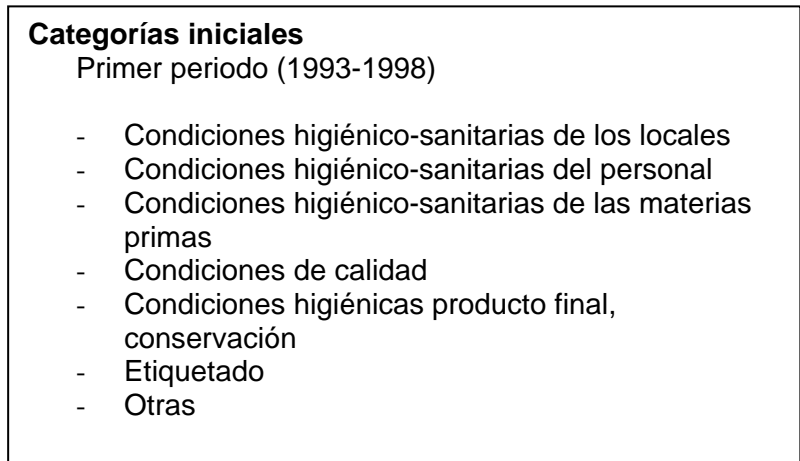 Categorías iniciales
Primer periodo (1993-1998)
- Condiciones higiénico-sanitarias de los locales
- Condiciones higiénico-sanitarias del personal
- Condiciones higiénico-sanitarias de las materias
primas
- Condiciones de calidad
- Condiciones higiénicas producto final,
conservación
- Etiquetado
- Otras